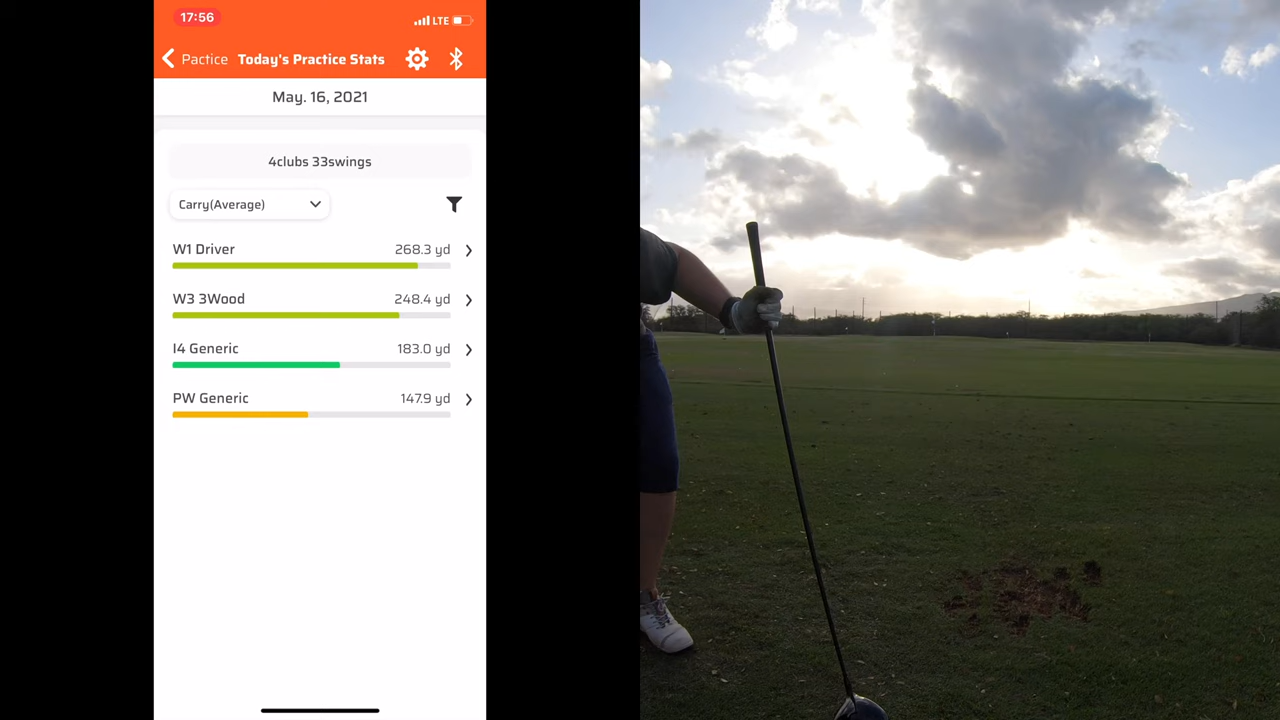 17:56
LTE
Pactice Today's Practice Stats
May. 16, 2021
4clubs 33swings
Carry(Average)
W1 Driver 268.3 yd
W3 3Wood 248.4 yd
I4 Generic 183.0 yd
PW Generic 147.9 yd